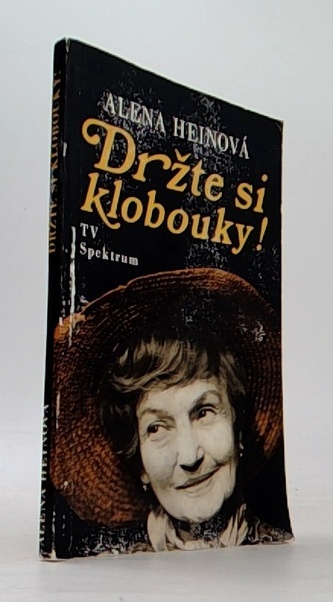 ALENA HEINOVÁ
Držte si
klobouky!
TV
Spektrum
DRŽTE SI KLOBOUKY!
ALENA HEINOVÁ